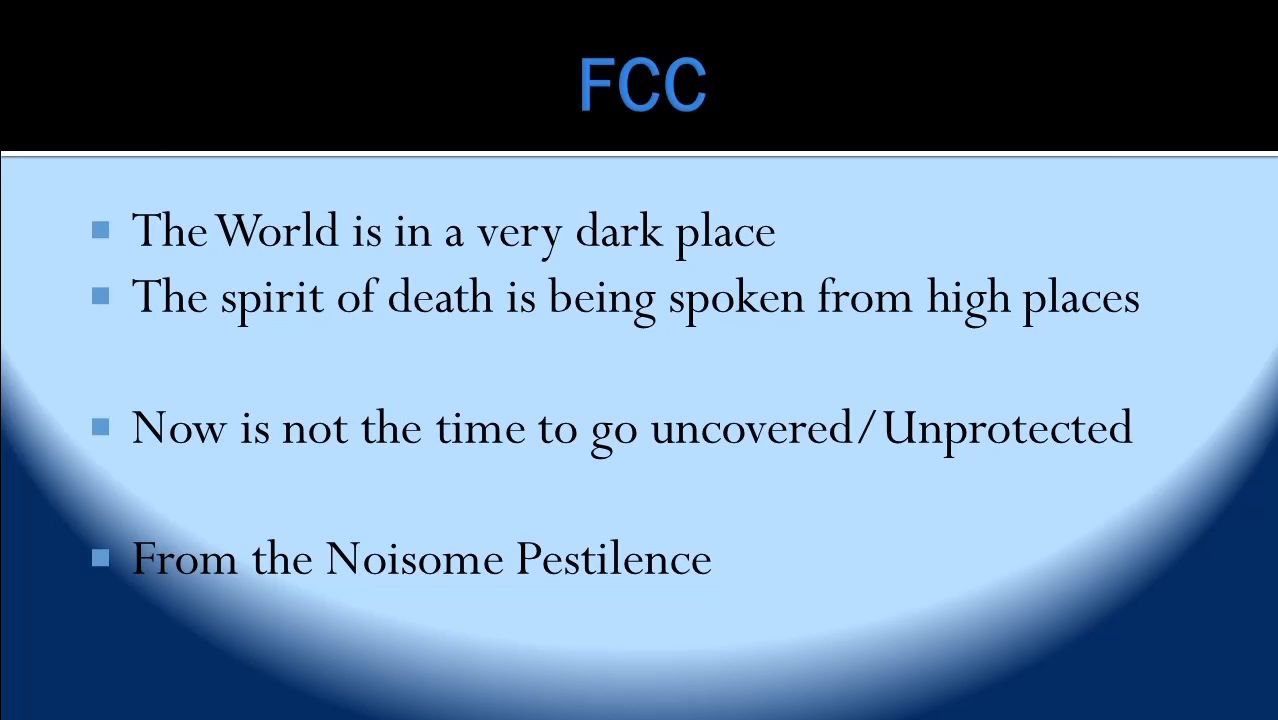 FCC
The World is in a very dark place
The spirit of death is being spoken from high places
Now is not the time to go uncovered/Unprotected
From the Noisome Pestilence